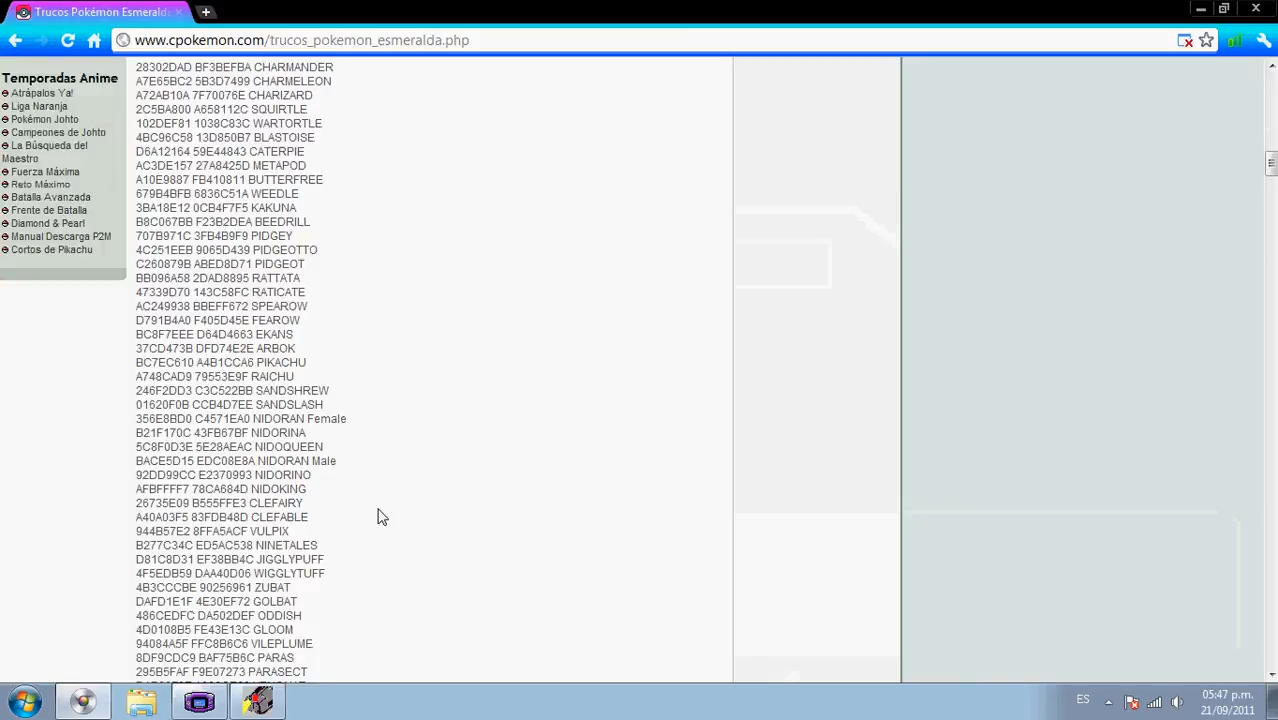 Trucos Pokémon Esmeralda
www.cpokemon.com/trucos_pokemon_esmeralda.php
Temporadas Anime
Atrápalos Ya!
Liga Naranja
Pokémon Johto
Campeones de Johto
La Búsqueda del
Maestro
Fuerza Máxima
Reto Máximo
Batalla Avanzada
Frente de Batalla
Diamond & Pearl
Manual Descarga P2M
Cortos de Pikachu
28302DAD BF3BEFBA CHARMANDER
A7E65BC2 5B3D7499 CHARMELEON
A72AB10A 7F70076E CHARIZARD
2C5BA800 A658112C SQUIRTLE
102DEF81 1038C83C WARTORTLE
4BC96C58 13D850B7 BLASTOISE
D6A12164 59E44843 CATERPIE
AC3DE157 27A8425D METAPOD
A10E9887 FB410811 BUTTERFREE
679B4BFB 6836C51A WEEDLE
3BA18E12 0CB4F7F5 KAKUNA
B8C067BB F23B2DEA BEEDRILL
707B971C 3FB4B9F9 PIDGEY
4C251EEB 9065D439 PIDGEOTTO
C260879B ABED8D71 PIDGEOT
BB096A58 2DAD8895 RATTATA
47339D70 143C58FC RATICATE
AC249938 BBEFF672 SPEAROW
D791B4A0 F405D45E FEAROW
BC8F7EEE D64D4663 EKANS
37CD473B DFD74E2E ARBOK
BC7EC610 A4B1CCA6 PIKACHU
A748CAD9 79553E9F RAICHU
246F2DD3 C3C522BB SANDSHREW
01620F0B CCB4D7EE SANDSLASH
356E8BD0 C4571EA0 NIDORAN Female
B21F170C 43FB67BF NIDORINA
5C8F0D3E 5E28AEAC NIDOQUEEN
BACE5D15 EDC08E8A NIDORAN Male
92DD99CC E2370993 NIDORINO
AFBFFFF7 78CA684D NIDOKING
26735E09 B555FFE3 CLEFAIRY
A40A03F5 83FDB48D CLEFABLE
944B57E2 8FFA5ACF VULPIX
B277C34C ED5AC538 NINETALES
D81C8D31 EF38BB4C JIGGLYPUFF
4F5EDB59 DAA40D06 WIGGLYTUFF
4B3CCCBE 90256961 ZUBAT
DAFD1E1F 4E30EF72 GOLBAT
486CEDFC DA502DEF ODDISH
4D0108B5 FE43E13C GLOOM
94084A5F FFC8B6C6 VILEPLUME
8DF9CDC9 BAF75B6C PARAS
295B5FAF F9E07273 PARASECT
ES
05:47 p.m.
21/09/2011